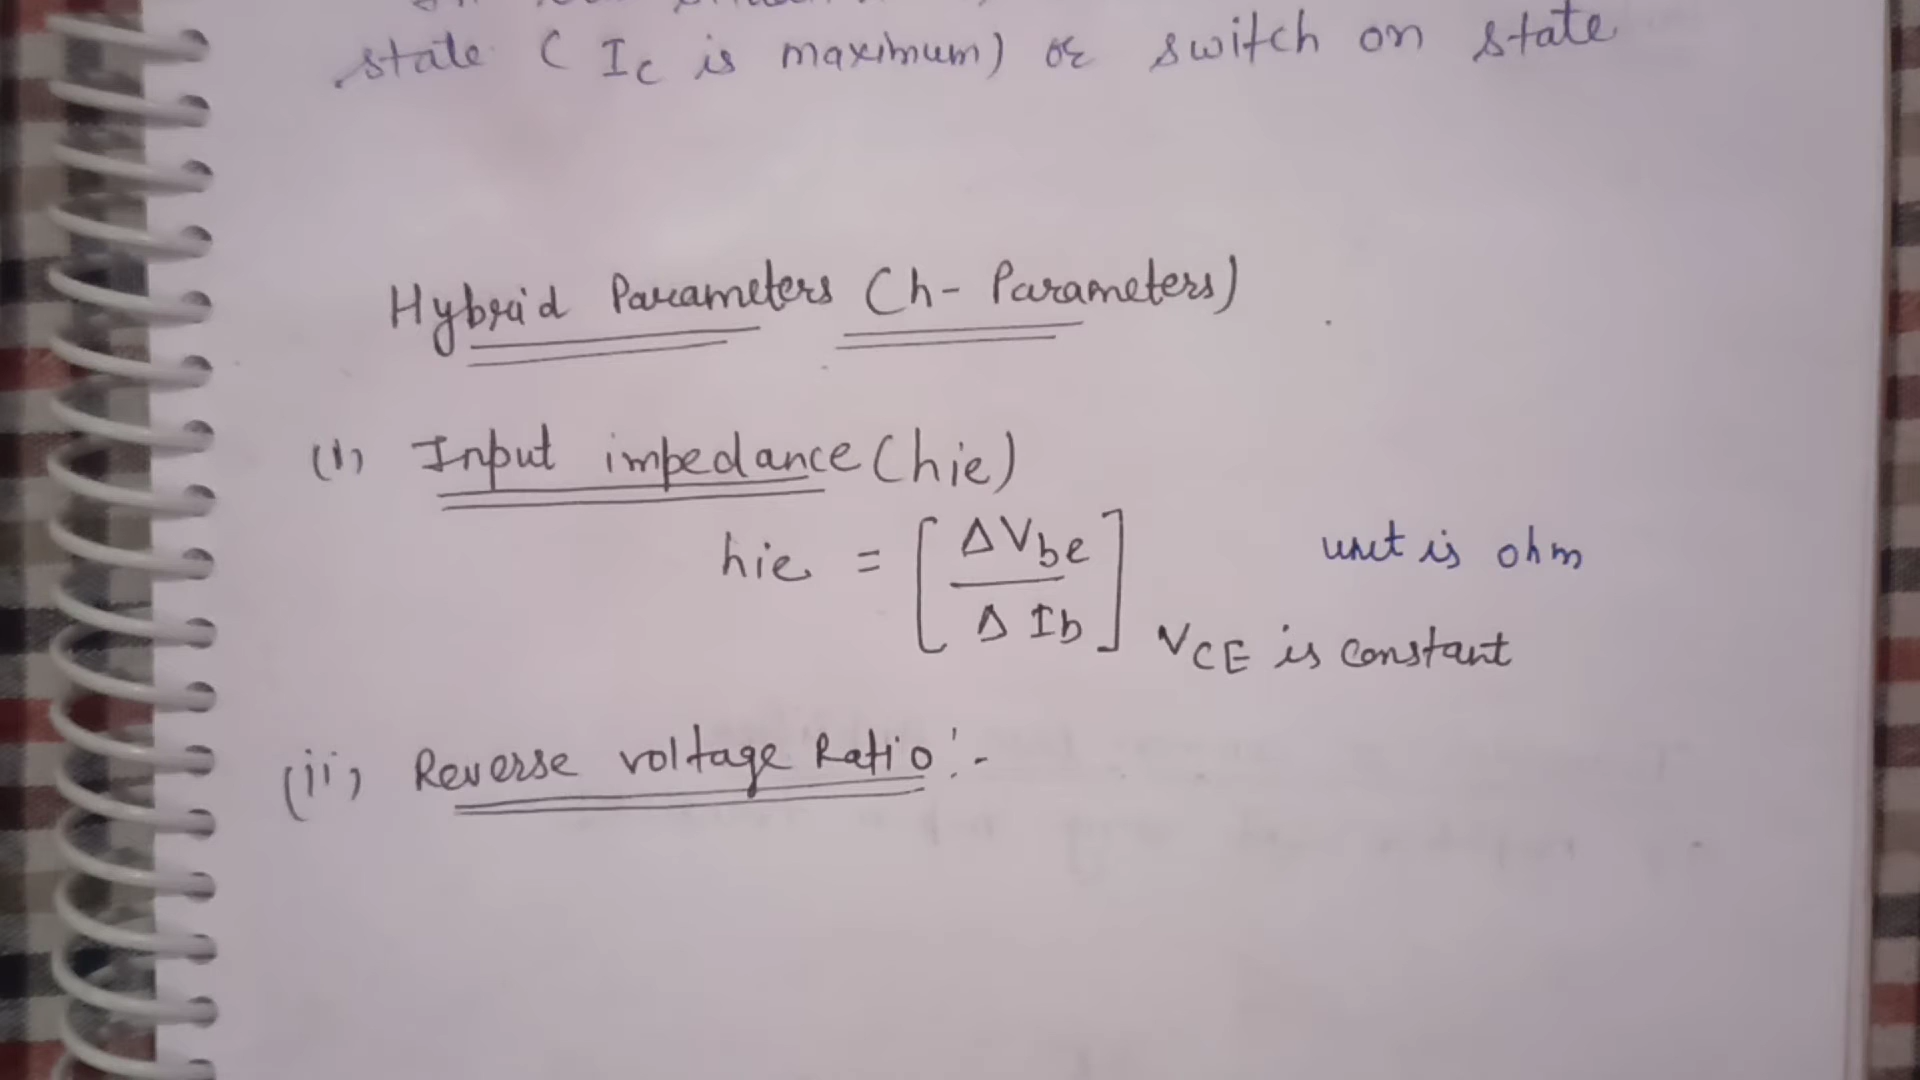 state ( Ic is maximum) or switch on state
Hybrid Parameters (h- Parameters)
(i) Input impedance (hie)
hie = [ΔVbe / ΔIb] VCE is constant
unit is ohm
(ii) Reverse voltage Ratio:-